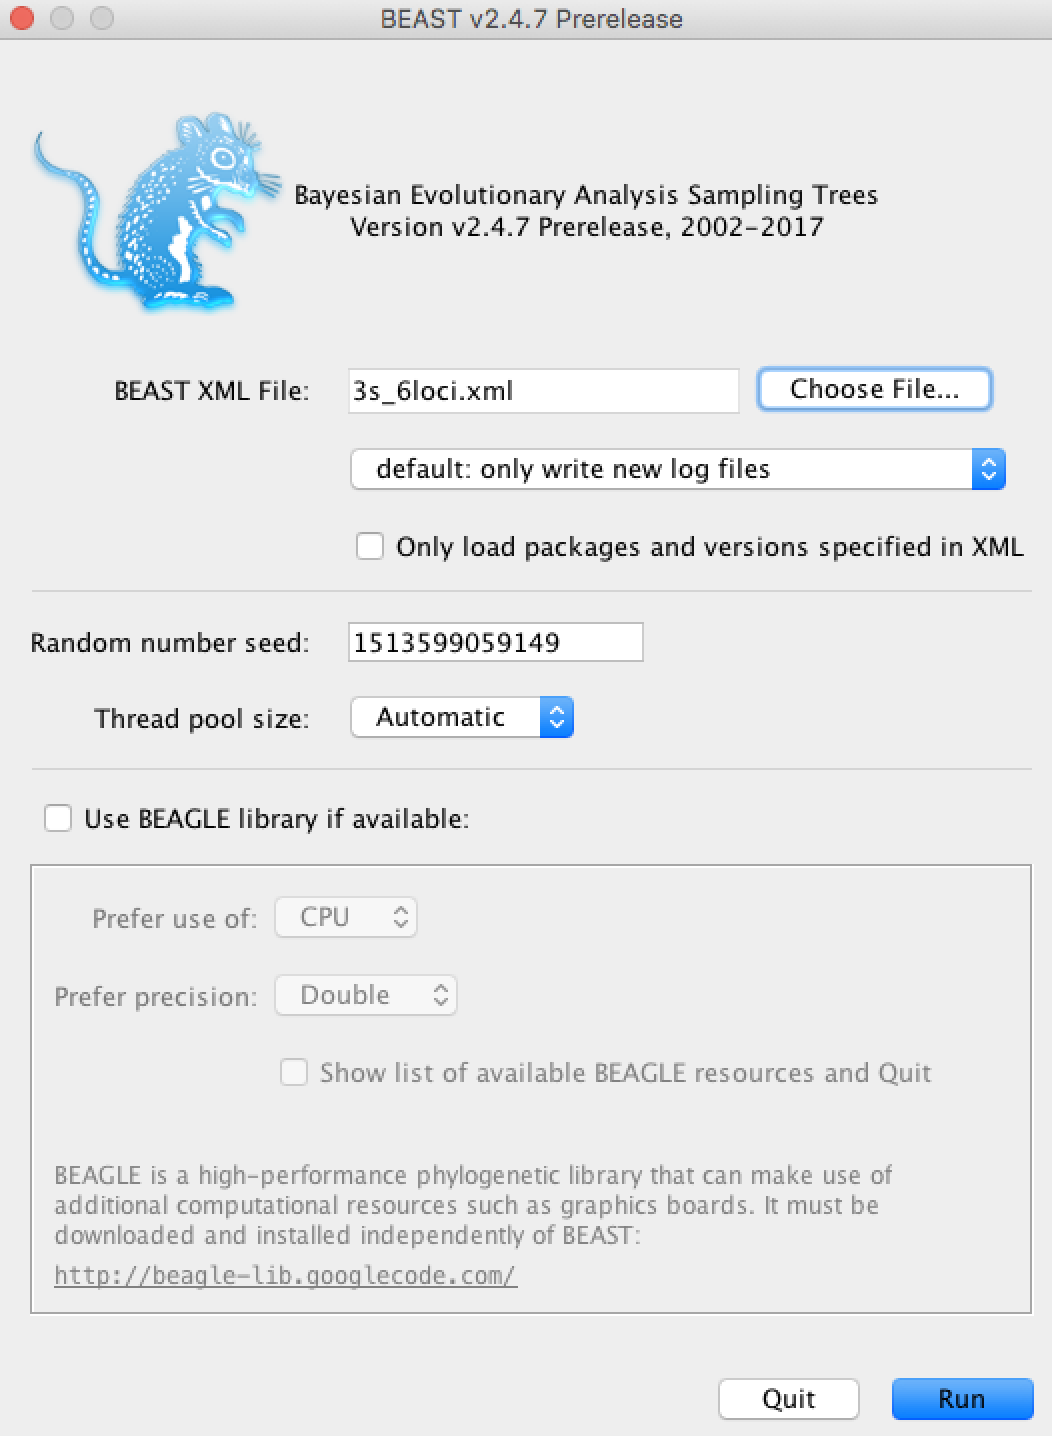 BEAST v2.4.7 Prerelease
Bayesian Evolutionary Analysis Sampling Trees
Version v2.4.7 Prerelease, 2002-2017
BEAST XML File: 3s_6loci.xml Choose File...
default: only write new log files
Only load packages and versions specified in XML
Random number seed: 1513599059149
Thread pool size: Automatic
Use BEAGLE library if available:
Prefer use of: CPU
Prefer precision: Double
Show list of available BEAGLE resources and Quit
BEAGLE is a high-performance phylogenetic library that can make use of
additional computational resources such as graphics boards. It must be
downloaded and installed independently of BEAST:
http://beagle-lib.googlecode.com/
Quit Run